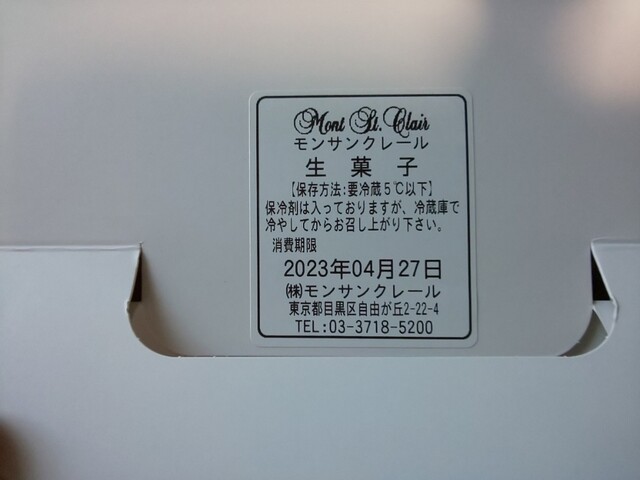 Mont St. Clair
モンサンクレール
生菓子
【保存方法:要冷蔵5℃以下】
保冷剤は入っておりますが、冷蔵庫で
冷やしてからお召し上がり下さい。
消費期限
2023年04月27日
㈱モンサンクレール
東京都目黒区自由が丘2-22-4
TEL:03-3718-5200